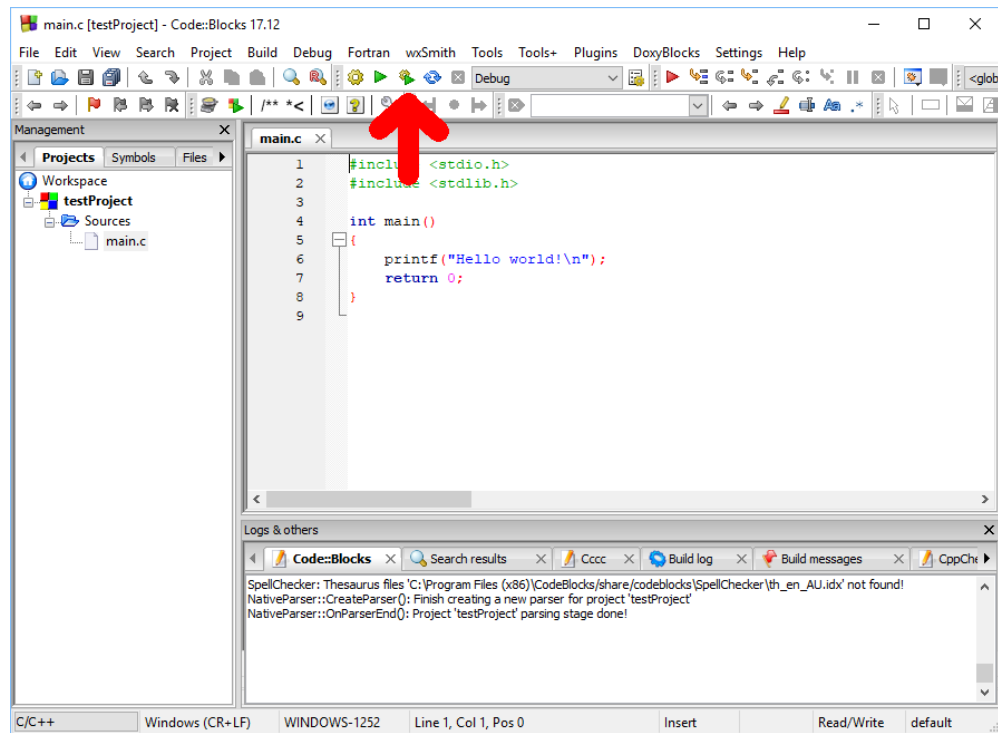 main.c [testProject] - Code::Blocks 17.12
File Edit View Search Project Build Debug Fortran wxSmith Tools Tools+ Plugins DoxyBlocks Settings Help
Debug
<glob
/** *<
Aa .*
Management
main.c
Projects Symbols Files
Workspace
testProject
Sources
main.c
1 <stdio.h>
2 #include <stdlib.h>
3
4 int main()
5 {
6 printf("Hello world!\n");
7 return 0;
8 }
9
Logs & others
Code::Blocks Search results Cccc Build log Build messages CppChe
SpellChecker: Thesaurus files 'C:\Program Files (x86)\CodeBlocks/share/codeblocks\SpellChecker\th_en_AU.idx' not found!
NativeParser::CreateParser(): Finish creating a new parser for project 'testProject'
NativeParser::OnParserEnd(): Project 'testProject' parsing stage done!
C/C++ Windows (CR+LF) WINDOWS-1252 Line 1, Col 1, Pos 0 Insert Read/Write default